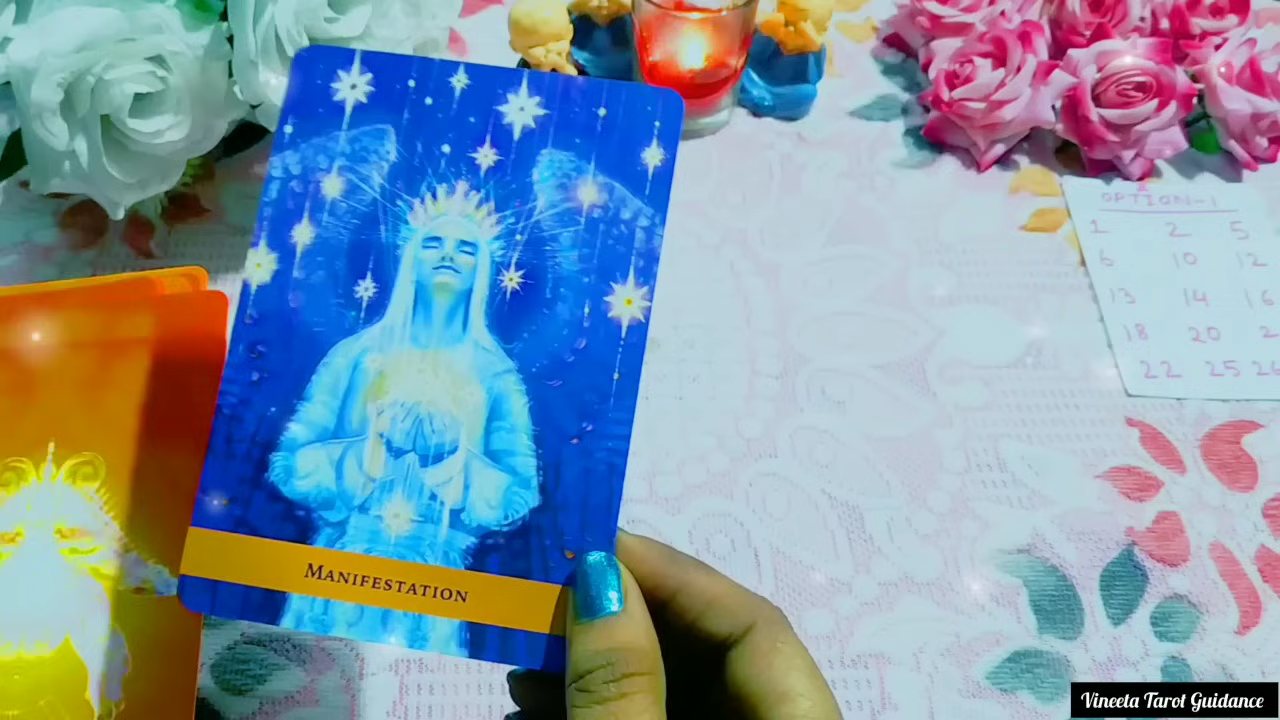 OPTION-1
1 2 5
6 10 12
13 14 16
18 20
22 25 26
MANIFESTATION
Vineeta Tarot Guidance